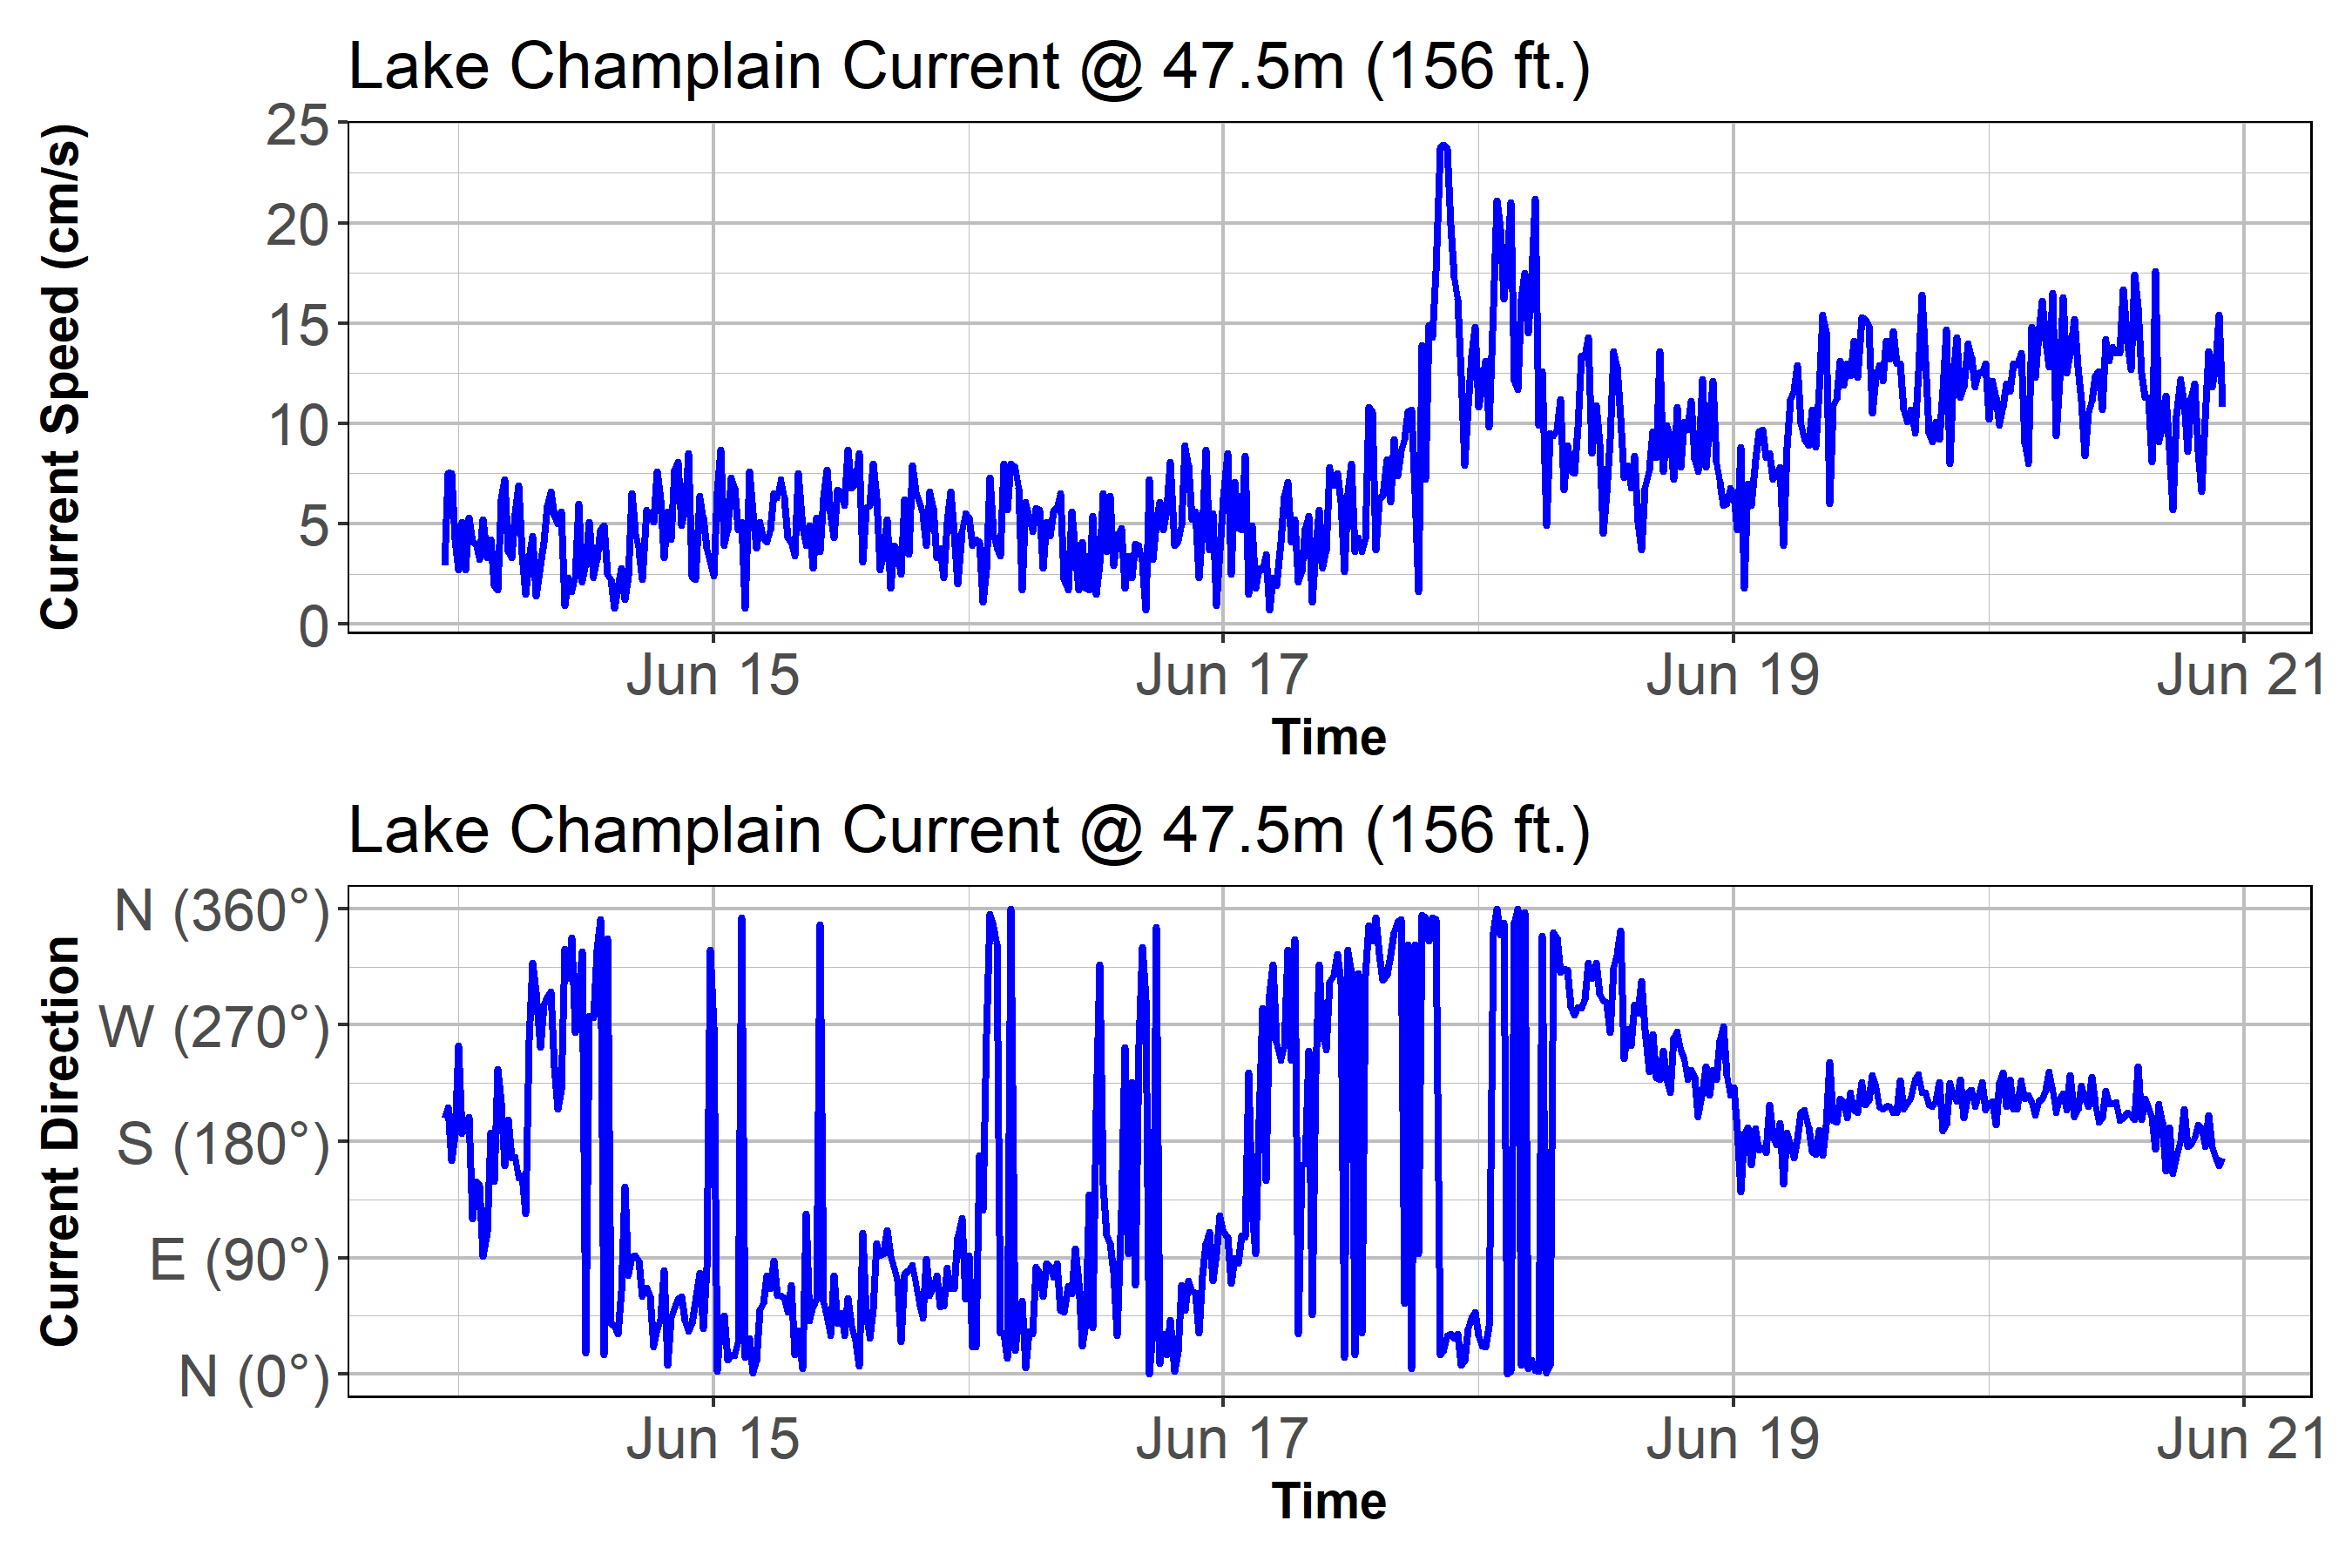 Lake Champlain Current @ 47.5m (156 ft.)
Current Speed (cm/s)
25
20
15
10
5
0
Jun 15 Jun 17 Jun 19 Jun 21
Time
Lake Champlain Current @ 47.5m (156 ft.)
Current Direction
N (360°)
W (270°)
S (180°)
E (90°)
N (0°)
Jun 15 Jun 17 Jun 19 Jun 21
Time